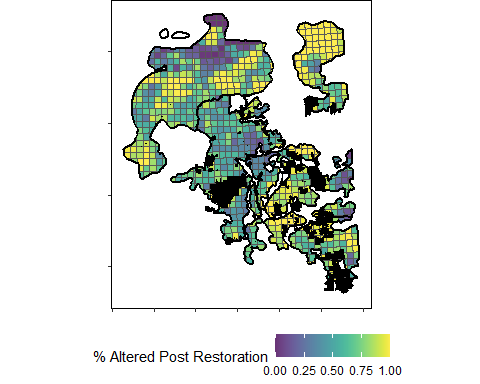 % Altered Post Restoration
0.00 0.25 0.50 0.75 1.00